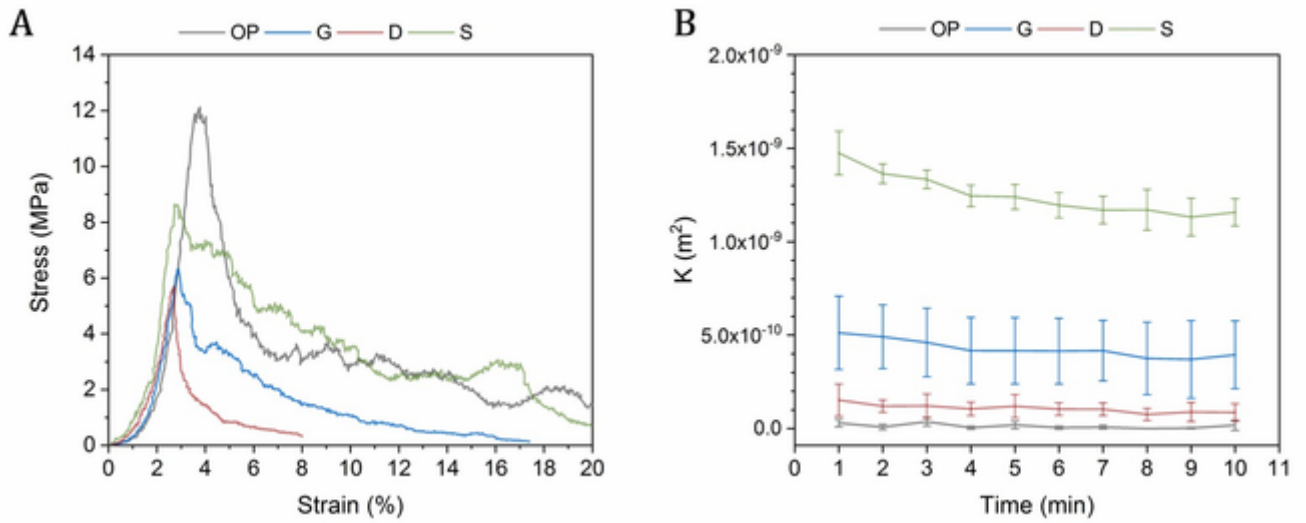 A
OP G D S
14
12
10
8
6
4
2
0
Stress (MPa)
0 2 4 6 8 10 12 14 16 18 20
Strain (%)
B
OP G D S
2.0x10⁻⁹
1.5x10⁻⁹
1.0x10⁻⁹
5.0x10⁻¹⁰
0.0
K (m²)
0 1 2 3 4 5 6 7 8 9 10 11
Time (min)